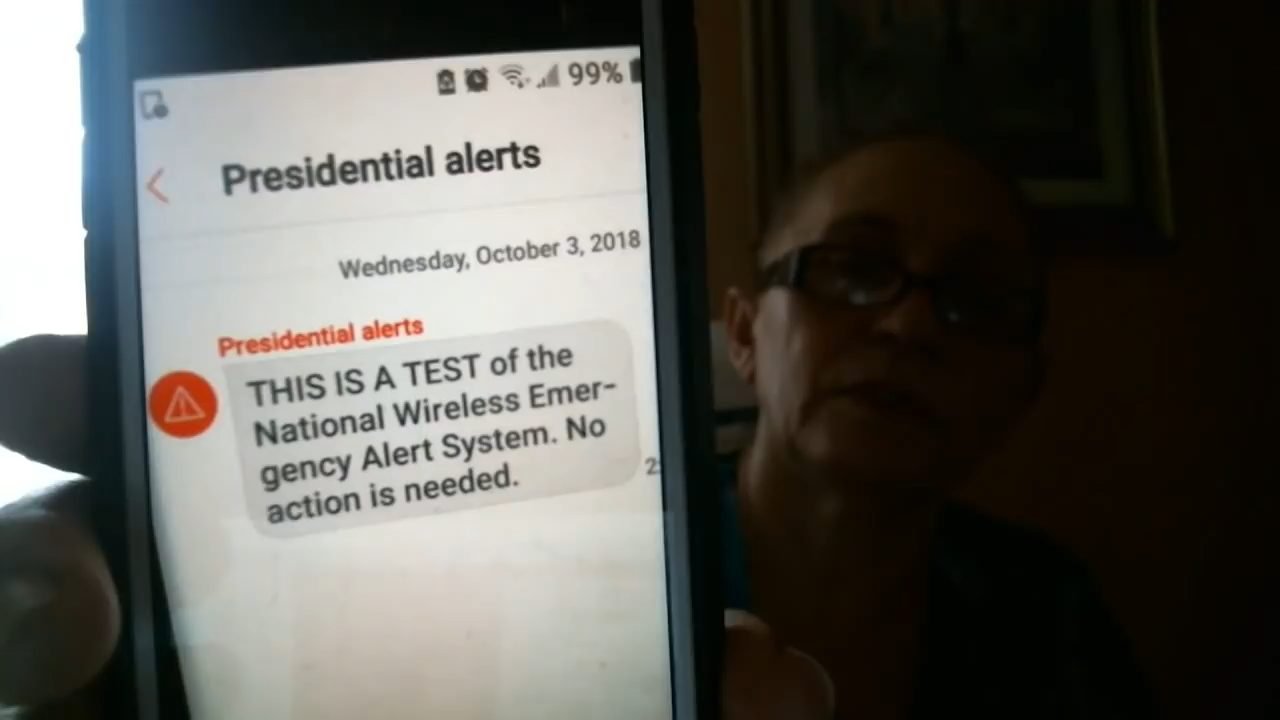 99%
Presidential alerts
Wednesday, October 3, 2018
Presidential alerts
THIS IS A TEST of the
National Wireless Emer-
gency Alert System. No
action is needed.